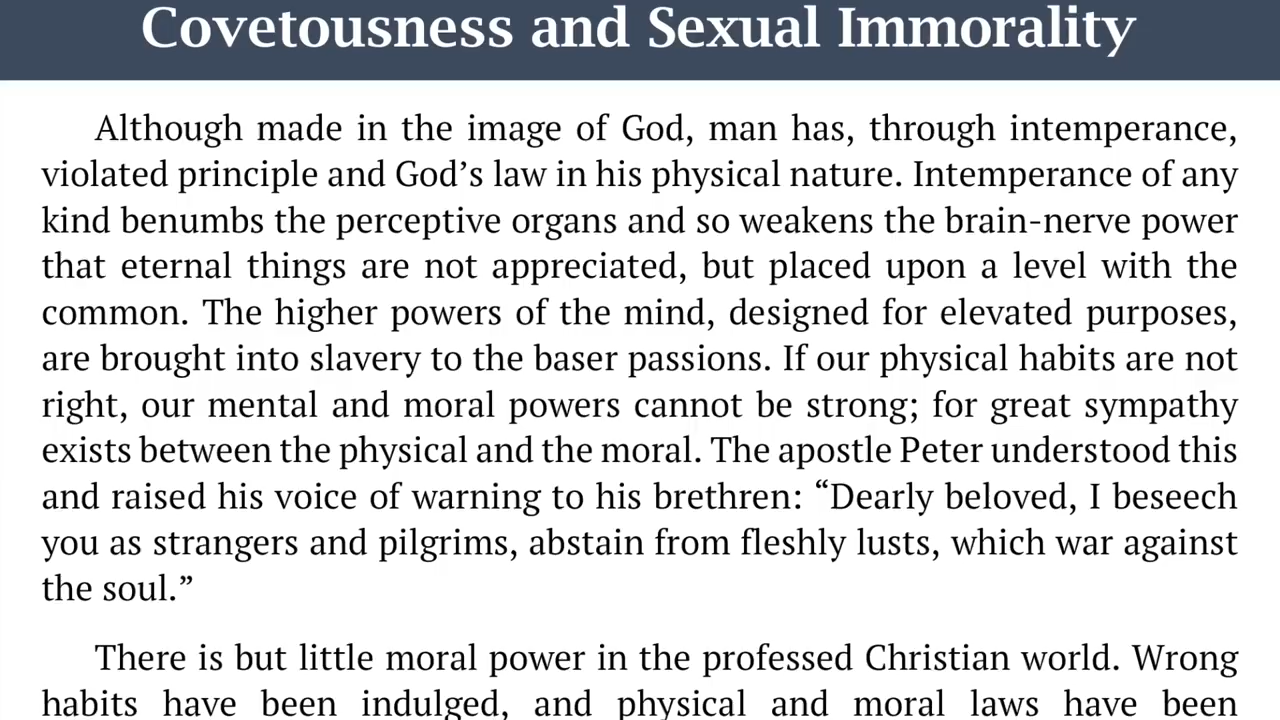 Covetousness and Sexual Immorality
Although made in the image of God, man has, through intemperance,
violated principle and God’s law in his physical nature. Intemperance of any
kind benumbs the perceptive organs and so weakens the brain-nerve power
that eternal things are not appreciated, but placed upon a level with the
common. The higher powers of the mind, designed for elevated purposes,
are brought into slavery to the baser passions. If our physical habits are not
right, our mental and moral powers cannot be strong; for great sympathy
exists between the physical and the moral. The apostle Peter understood this
and raised his voice of warning to his brethren: “Dearly beloved, I beseech
you as strangers and pilgrims, abstain from fleshly lusts, which war against
the soul.”
There is but little moral power in the professed Christian world. Wrong
habits have been indulged, and physical and moral laws have been